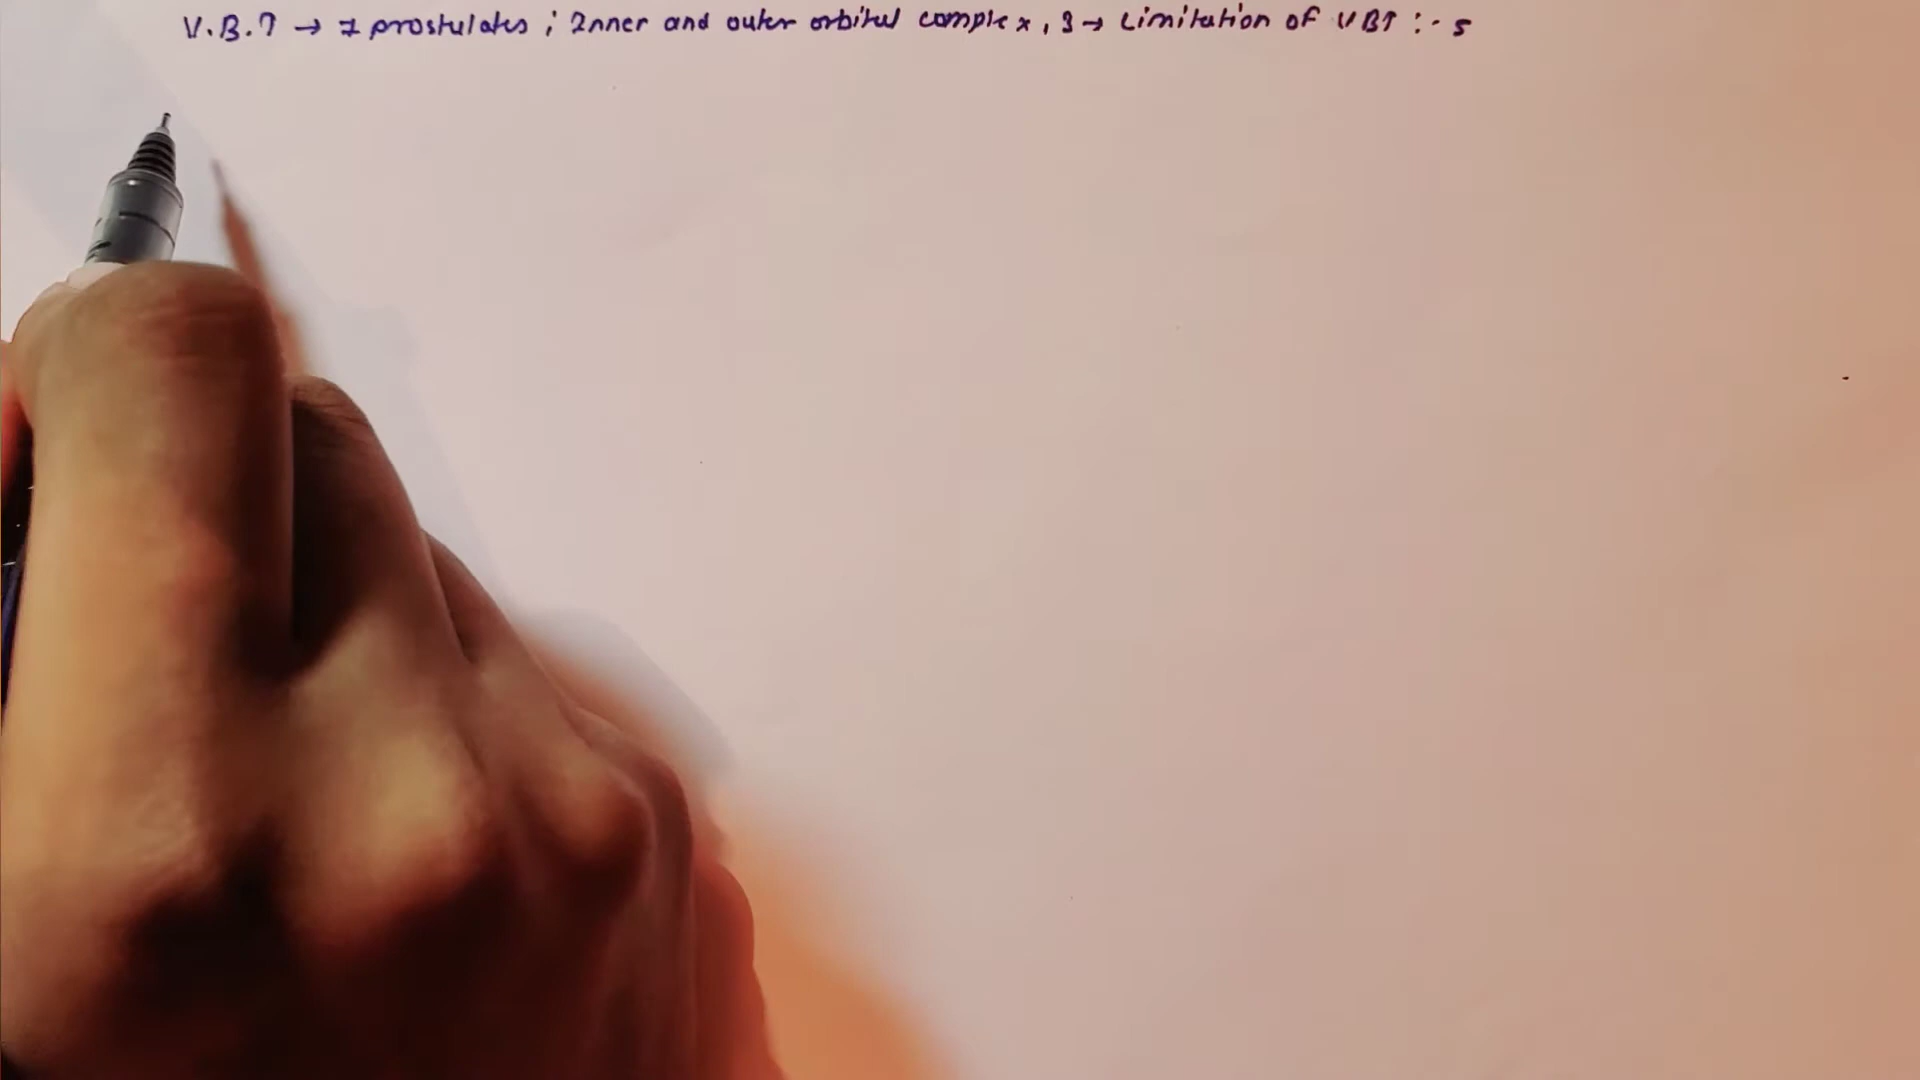 V.B.T → 7 prostulates ; Inner and outer orbital complex , 3 → Limitation of VBT :- 5